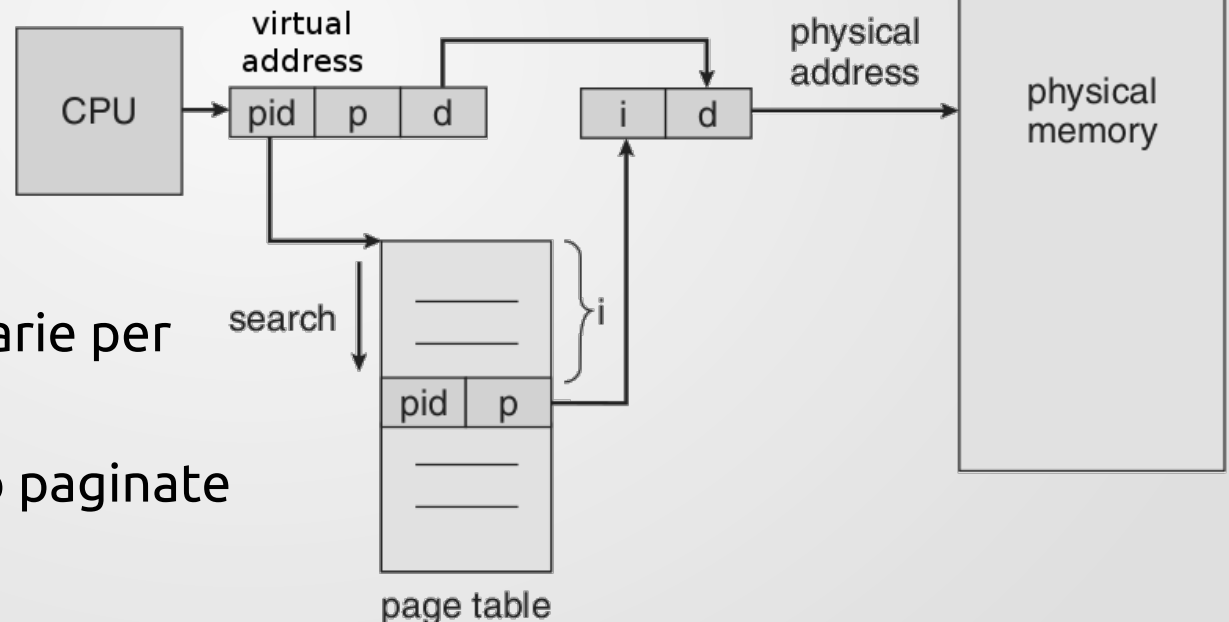 virtual
address
physical
address
CPU
pid p d
i d
physical
memory
arie per
search
i
pid p
paginate
page table